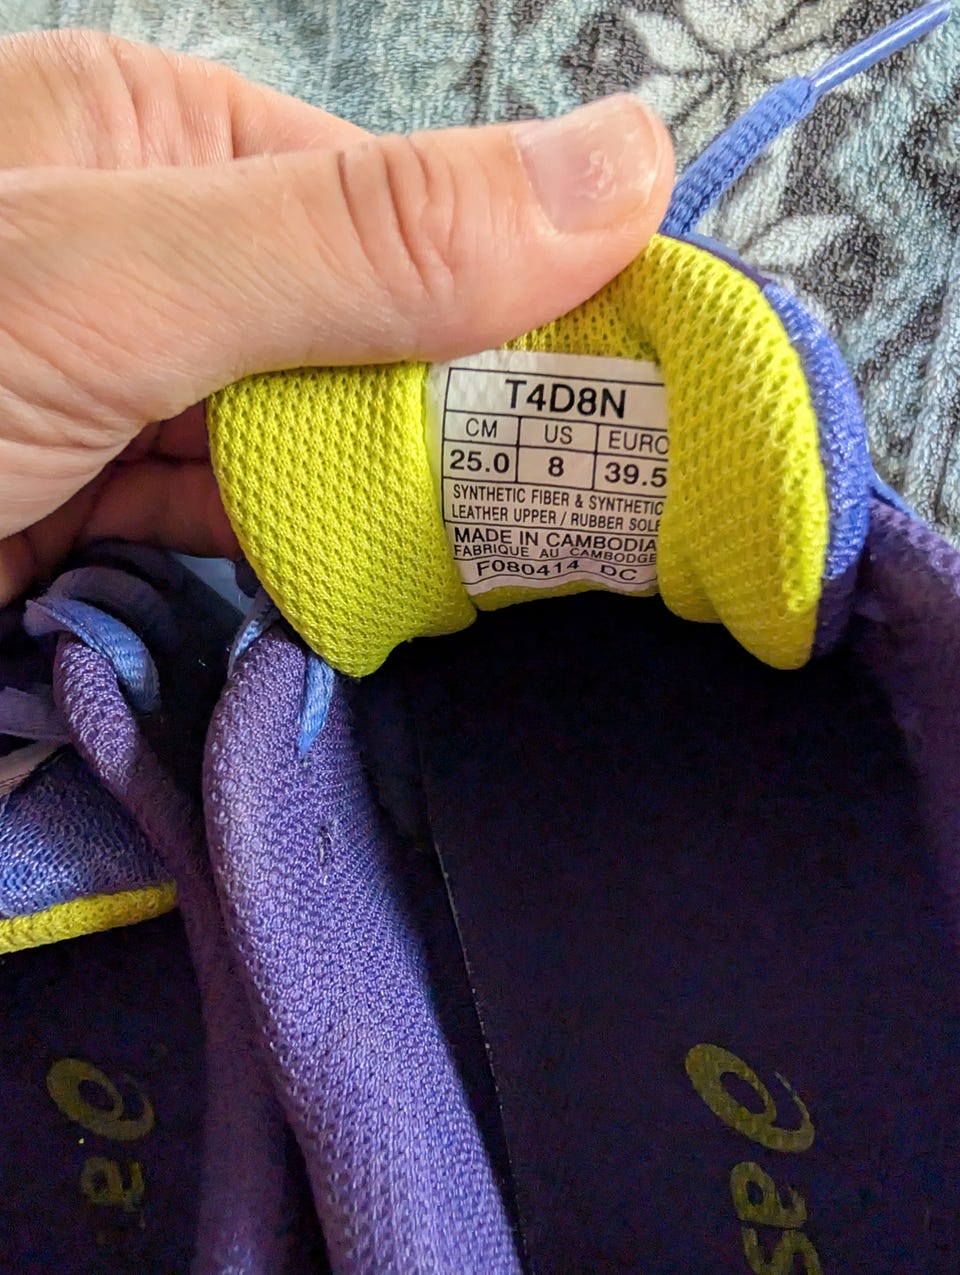 T4D8N
CM US EURO
25.0 8 39.5
SYNTHETIC FIBER & SYNTHETIC
LEATHER UPPER / RUBBER SOLE
MADE IN CAMBODIA
FABRIQUE AU CAMBODGE
F080414 DC
as
a